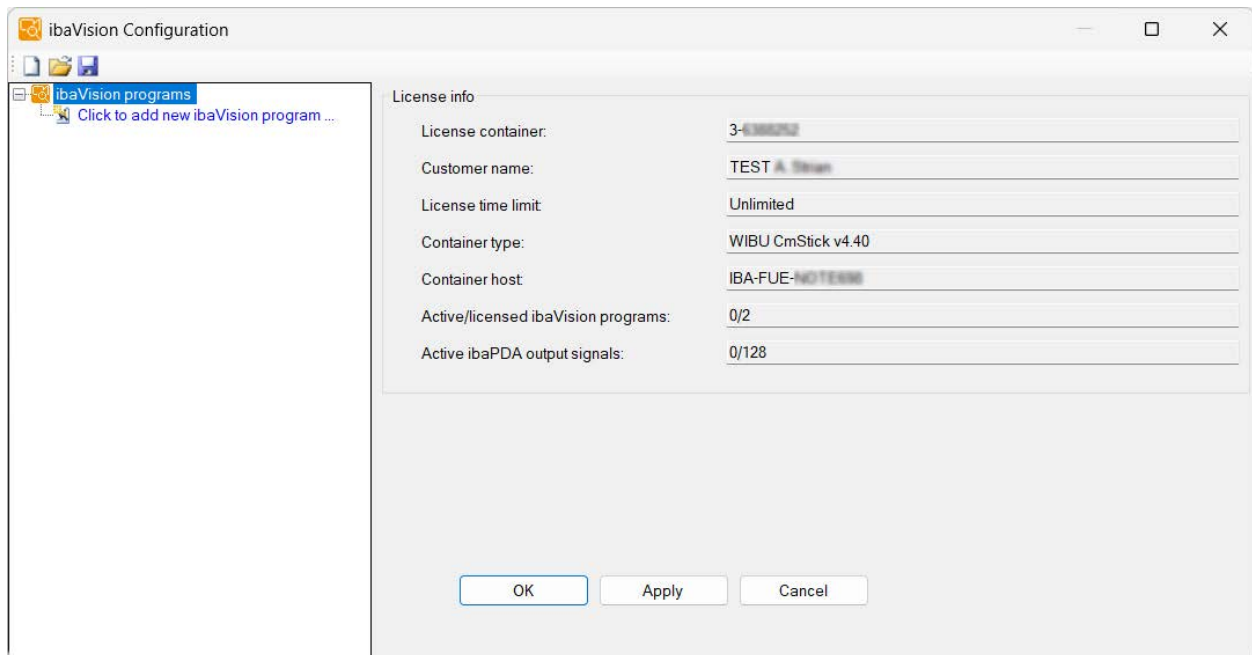 ibaVision Configuration
ibaVision programs
Click to add new ibaVision program ...
License info
License container: 3-
Customer name: TEST
License time limit: Unlimited
Container type: WIBU CmStick v4.40
Container host: IBA-FUE-
Active/licensed ibaVision programs: 0/2
Active ibaPDA output signals: 0/128
OK Apply Cancel